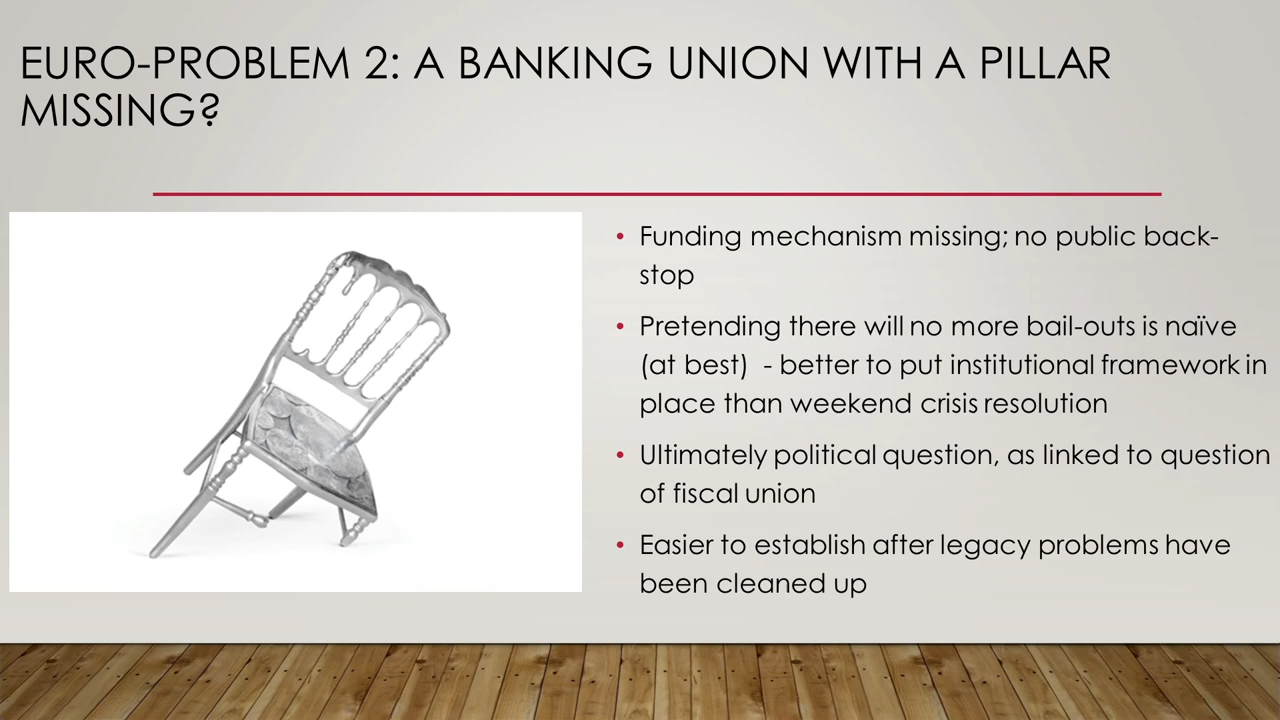 EURO-PROBLEM 2: A BANKING UNION WITH A PILLAR
MISSING?
• Funding mechanism missing; no public back-
stop
• Pretending there will no more bail-outs is naïve
(at best) - better to put institutional framework in
place than weekend crisis resolution
• Ultimately political question, as linked to question
of fiscal union
• Easier to establish after legacy problems have
been cleaned up